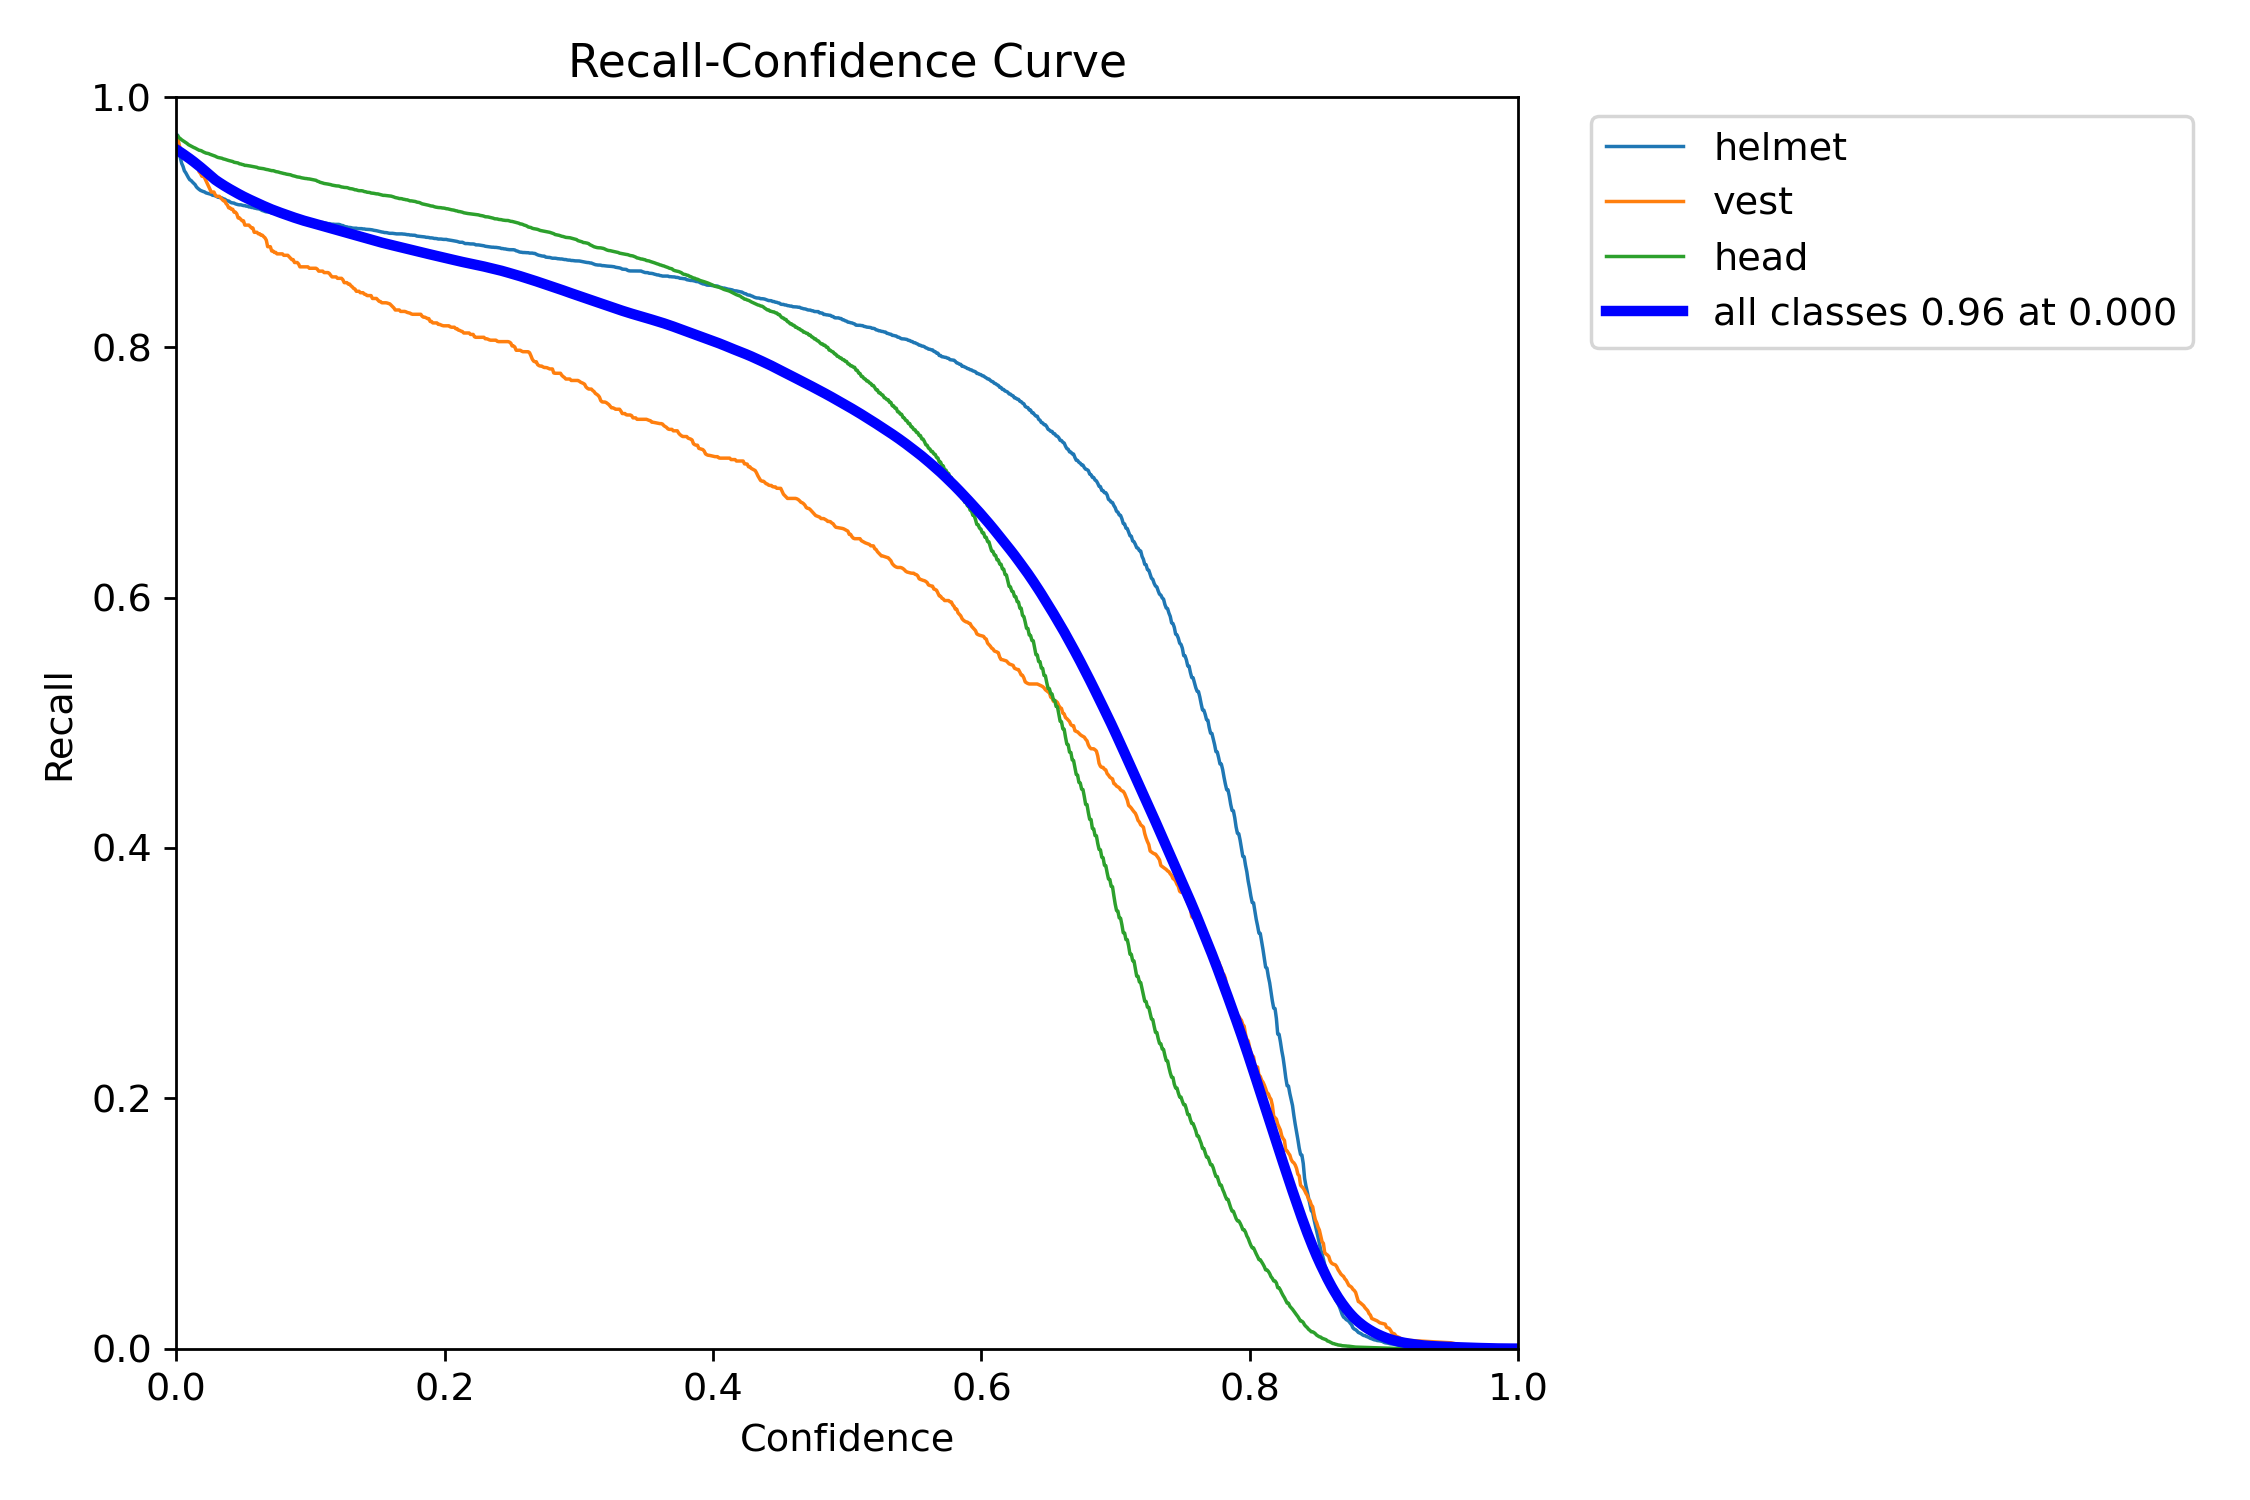 Recall-Confidence Curve
1.0
0.8
0.6
0.4
0.2
0.0
Recall
0.0 0.2 0.4 0.6 0.8 1.0
Confidence
helmet
vest
head
all classes 0.96 at 0.000